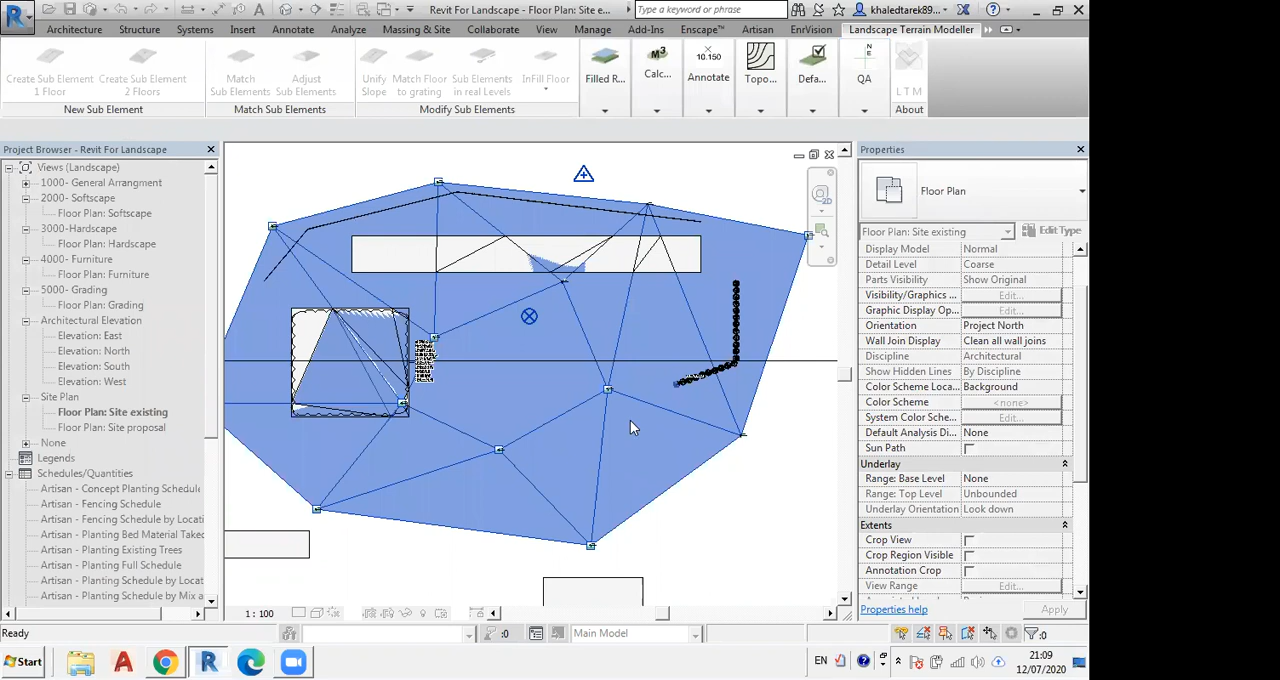 Revit For Landscape - Floor Plan: Site e...
Type a keyword or phrase
khaledtarek89...
Architecture Structure Systems Insert Annotate Analyze Massing & Site Collaborate View Manage Add-Ins Enscape™ Artisan EnrVision Landscape Terrain Modeller
Create Sub Element 1 Floor
Create Sub Element 2 Floors
New Sub Element
Match Sub Elements
Adjust Sub Elements
Match Sub Elements
Unify Slope
Match Floor to grating
Sub Elements in real Levels
Infill Floor
Modify Sub Elements
Filled R...
M³
Calc...
10.150
Annotate
Topo...
Defa...
N
E
QA
L T M
About
Project Browser - Revit For Landscape
Views (Landscape)
1000- General Arrangment
2000- Softscape
Floor Plan: Softscape
3000-Hardscape
Floor Plan: Hardscape
4000- Furniture
Floor Plan: Furniture
5000- Grading
Floor Plan: Grading
Architectural Elevation
Elevation: East
Elevation: North
Elevation: South
Elevation: West
Site Plan
Floor Plan: Site existing
Floor Plan: Site proposal
None
Legends
Schedules/Quantities
Artisan - Concept Planting Schedule
Artisan - Fencing Schedule
Artisan - Fencing Schedule by Locati
Artisan - Planting Bed Material Takec
Artisan - Planting Existing Trees
Artisan - Planting Full Schedule
Artisan - Planting Schedule by Locat
Artisan - Planting Schedule by Mix a
2D
Properties
Floor Plan
Floor Plan: Site existing
Edit Type
Display Model Normal
Detail Level Coarse
Parts Visibility Show Original
Visibility/Graphics ... Edit...
Graphic Display Op... Edit...
Orientation Project North
Wall Join Display Clean all wall joins
Discipline Architectural
Show Hidden Lines By Discipline
Color Scheme Loca... Background
Color Scheme <none>
System Color Sche... Edit...
Default Analysis Di... None
Sun Path
Underlay
Range: Base Level None
Range: Top Level Unbounded
Underlay Orientation Look down
Extents
Crop View
Crop Region Visible
Annotation Crop
View Range Edit...
Properties help
Apply
1 : 100
Ready
:0
Main Model
:0
Start
EN
21:09
12/07/2020